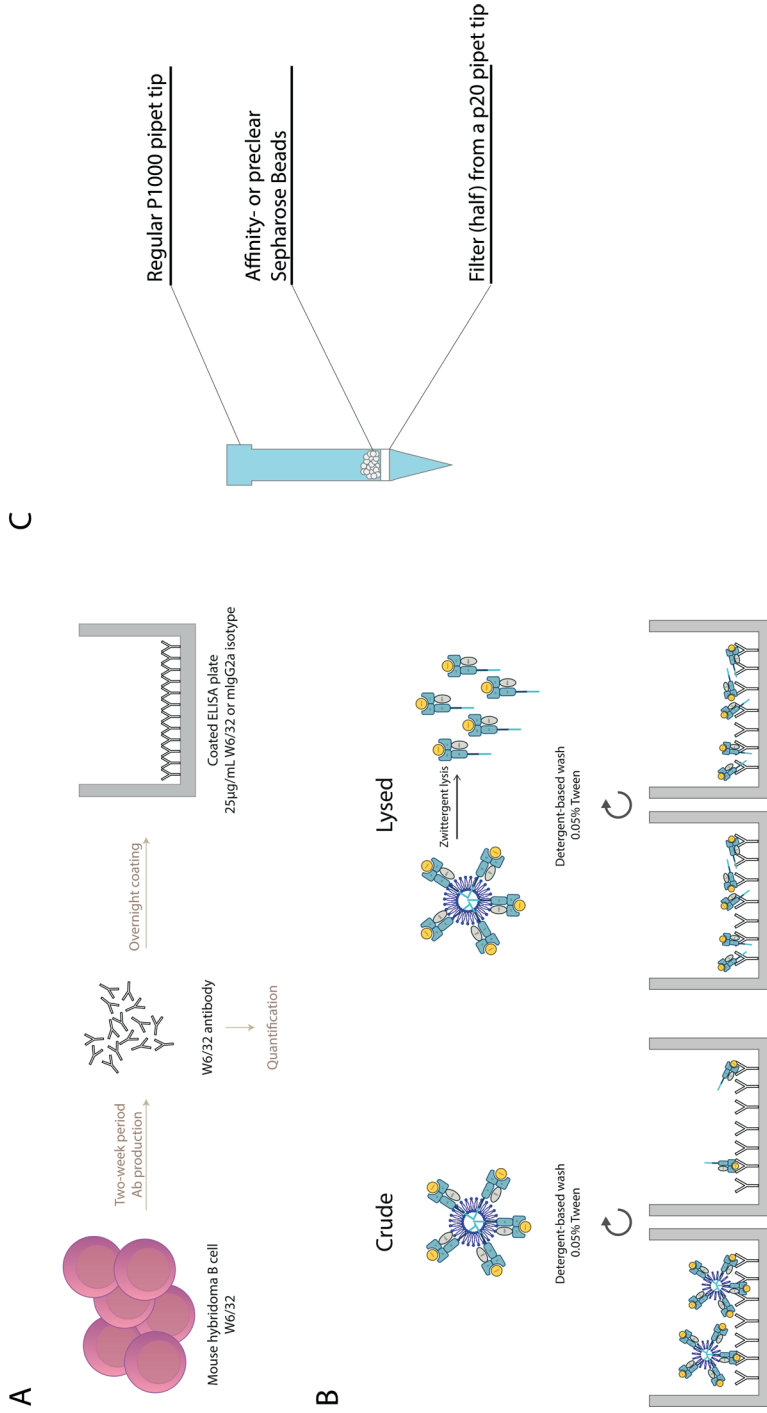 A
Mouse hybridoma B cell
W6/32
Two-week period
Ab production
W6/32 antibody
Quantification
Overnight coating
Coated ELISA plate
25µg/mL W6/32 or mIgG2a isotype
B
Crude
Detergent-based wash
0.05% Tween
Lysed
Zwittergent lysis
Detergent-based wash
0.05% Tween
C
Regular P1000 pipet tip
Affinity- or preclear
Sepharose Beads
Filter (half) from a p20 pipet tip